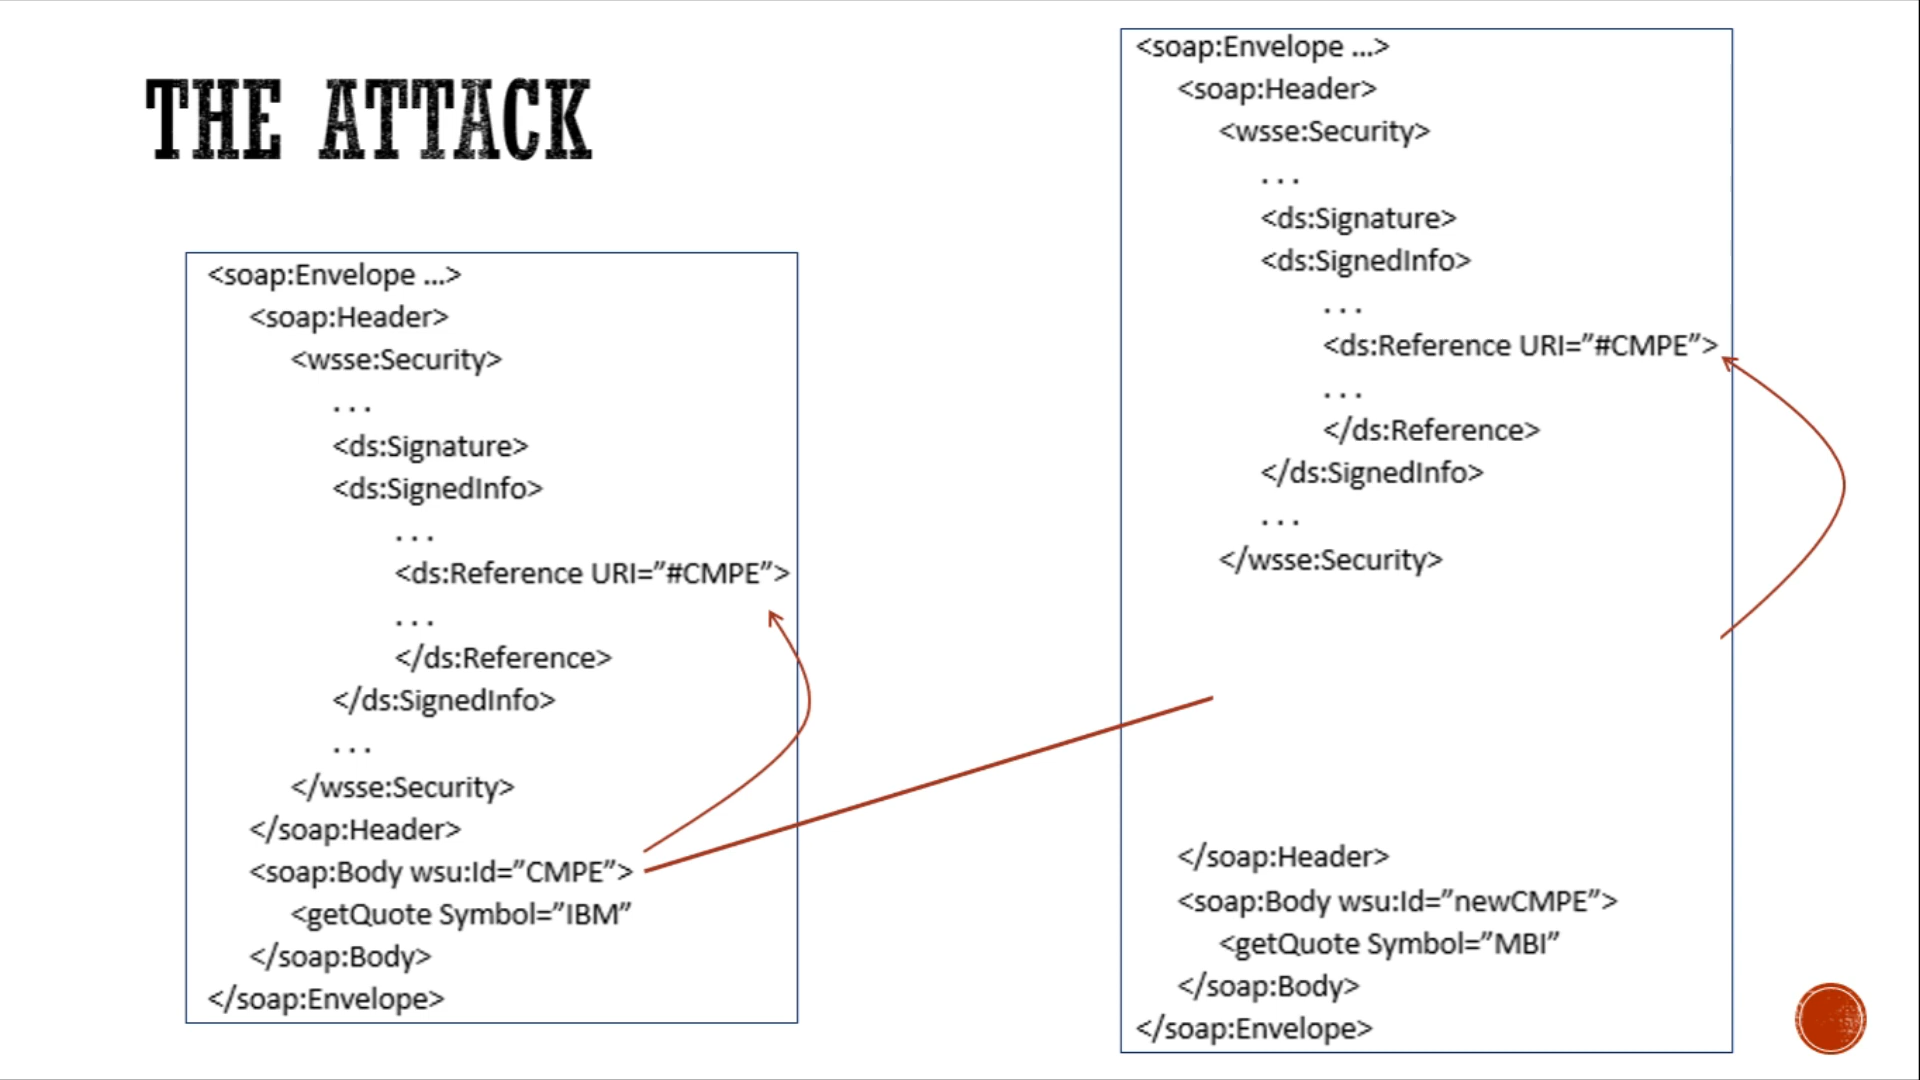 THE ATTACK
<soap:Envelope ...>
<soap:Header>
<wsse:Security>
. . .
<ds:Signature>
<ds:SignedInfo>
. . .
<ds:Reference URI=”#CMPE”>
. . .
</ds:Reference>
</ds:SignedInfo>
. . .
</wsse:Security>
</soap:Header>
<soap:Body wsu:Id=”CMPE”>
<getQuote Symbol=”IBM”
</soap:Body>
</soap:Envelope>
<soap:Envelope ...>
<soap:Header>
<wsse:Security>
. . .
<ds:Signature>
<ds:SignedInfo>
. . .
<ds:Reference URI=”#CMPE”>
. . .
</ds:Reference>
</ds:SignedInfo>
. . .
</wsse:Security>
</soap:Header>
<soap:Body wsu:Id=”newCMPE”>
<getQuote Symbol=”MBI”
</soap:Body>
</soap:Envelope>